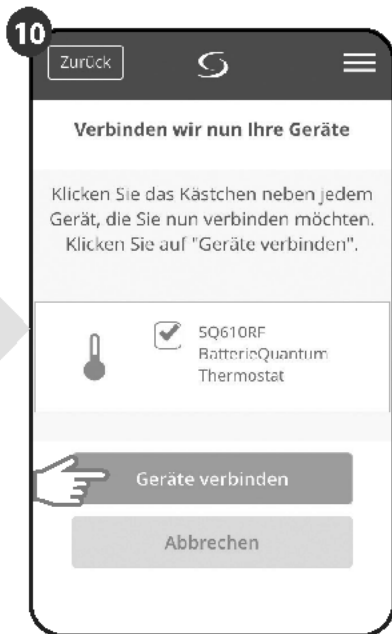 10
Zurück
Verbinden wir nun Ihre Geräte
Klicken Sie das Kästchen neben jedem
Gerät, die Sie nun verbinden möchten.
Klicken Sie auf "Geräte verbinden".
SQ610RF
BatterieQuantum
Thermostat
Geräte verbinden
Abbrechen